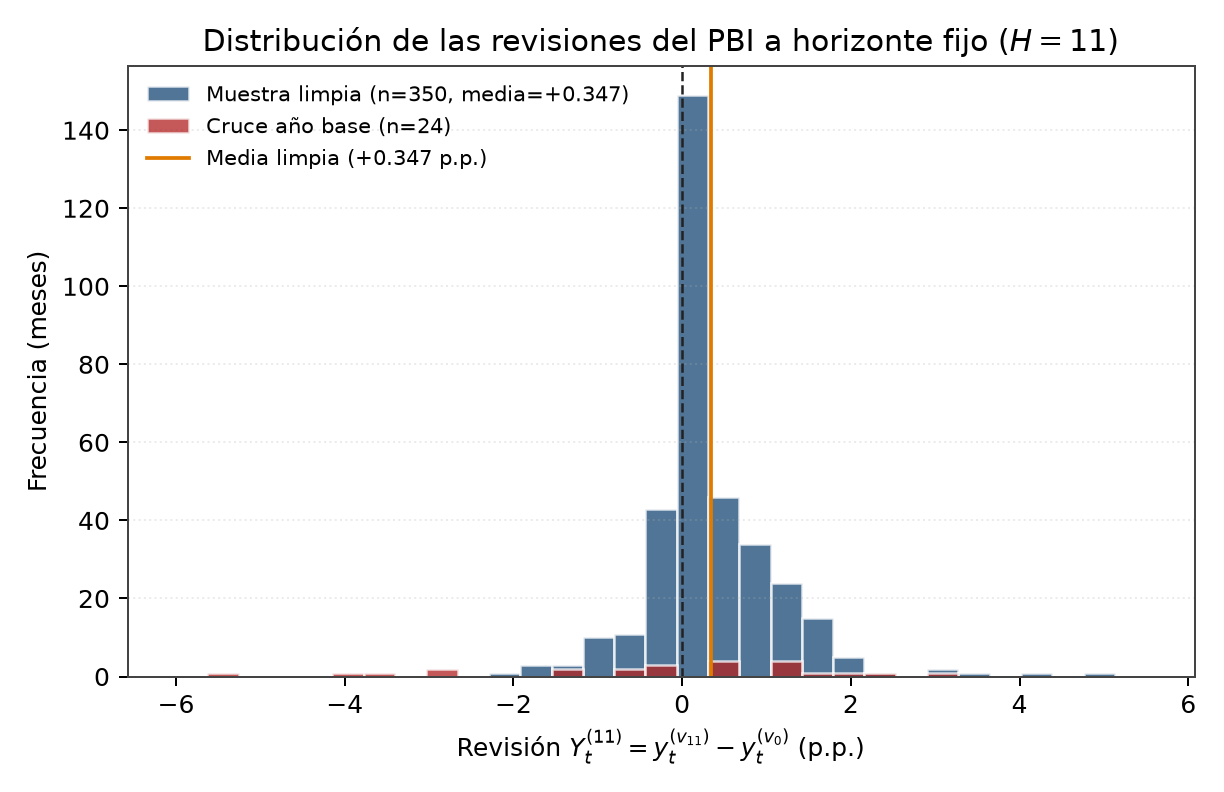 Distribución de las revisiones del PBI a horizonte fijo (H = 11)
Muestra limpia (n=350, media=+0.347)
Cruce año base (n=24)
Media limpia (+0.347 p.p.)
Frecuencia (meses)
140
120
100
80
60
40
20
0
−6 −4 −2 0 2 4 6
Revisión Y_t^{(11)} = y_t^{(v_{11})} − y_t^{(v_0)} (p.p.)